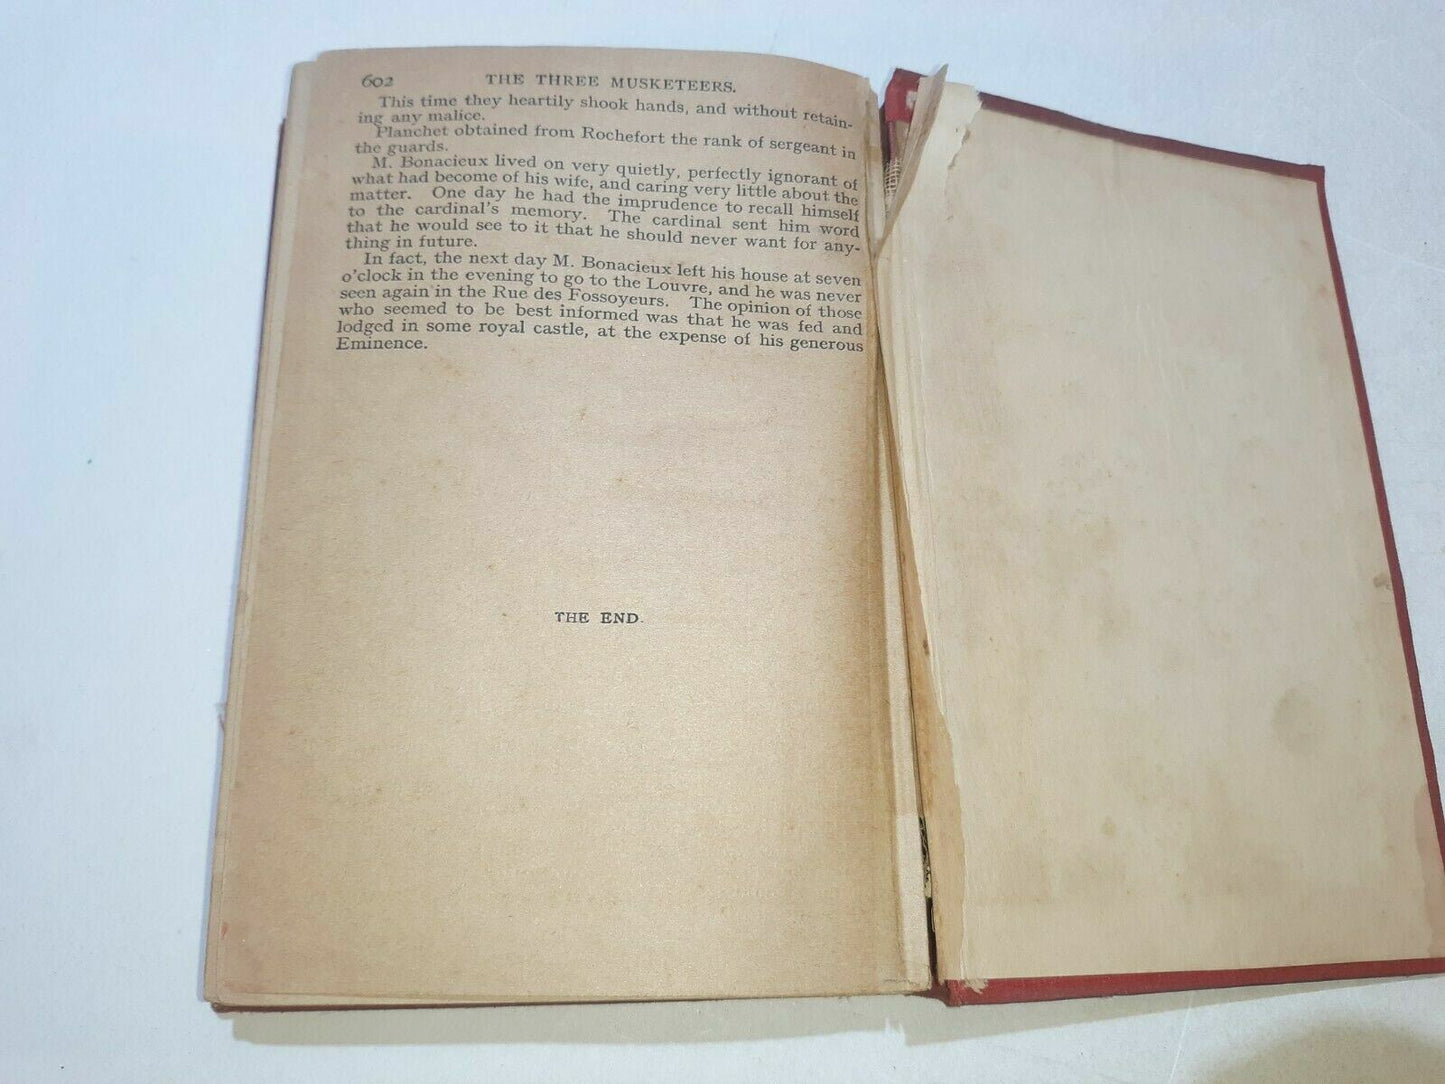 602 THE THREE MUSKETEERS.
This time they heartily shook hands, and without retain-
ing any malice.
Planchet obtained from Rochefort the rank of sergeant in
the guards.
M. Bonacieux lived on very quietly, perfectly ignorant of
what had become of his wife, and caring very little about the
matter. One day he had the imprudence to recall himself
to the cardinal's memory. The cardinal sent him word
that he would see to it that he should never want for any-
thing in future.
In fact, the next day M. Bonacieux left his house at seven
o'clock in the evening to go to the Louvre, and he was never
seen again in the Rue des Fossoyeurs. The opinion of those
who seemed to be best informed was that he was fed and
lodged in some royal castle, at the expense of his generous
Eminence.
THE END.